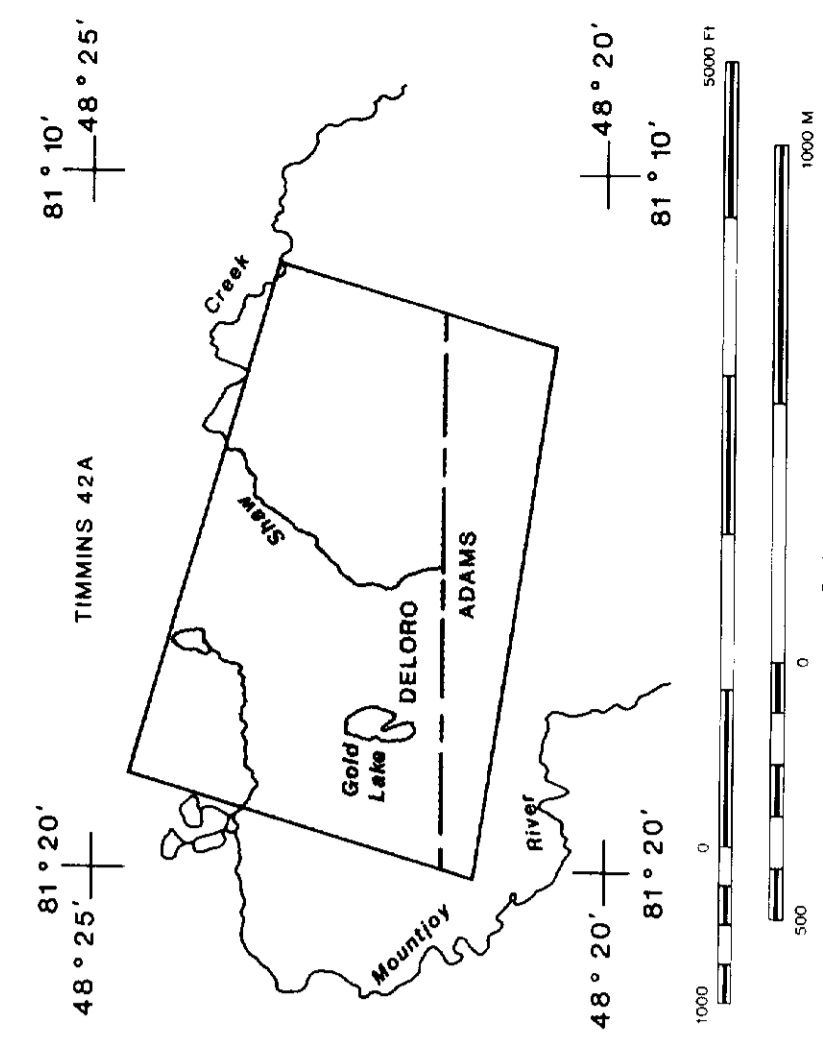 TIMMINS 42A
81° 20'
48° 25'
81° 10'
48° 25'
Creek
Shaw
Gold
Lake
DELORO
ADAMS
Mountjoy
River
48° 20'
81° 20'
48° 20'
81° 10'
1000
0
5000 Ft
500
0
1000 M